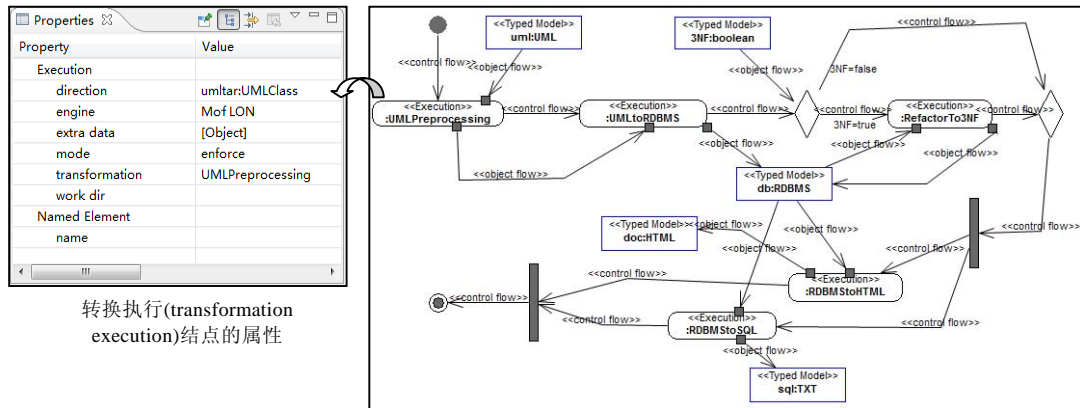 Properties
Property Value
Execution
direction umltar:UMLClass
engine Mof LON
extra data [Object]
mode enforce
transformation UMLPreprocessing
work dir
Named Element
name
转换执行(transformation
execution)结点的属性
<<Typed Model>>
uml:UML
<<Typed Model>>
3NF:boolean
<<control flow>>
<<control flow>>
<<object flow>>
<<object flow>>
3NF=false
<<Execution>>
:UMLPreprocessing
<<control flow>>
<<Execution>>
:UMLtoRDBMS
<<control flow>>
<<control flow>>
3NF=true
<<Execution>>
:RefactorTo3NF
<<control flow>>
<<object flow>>
<<object flow>>
<<object flow>>
<<object flow>>
<<Typed Model>>
db:RDBMS
<<Typed Model>>
doc:HTML
<<object flow>>
<<object flow>>
<<object flow>>
<<control flow>>
<<control flow>>
<<control flow>>
<<Execution>>
:RDBMStoHTML
<<control flow>>
<<control flow>>
<<Execution>>
:RDBMStoSQL
<<control flow>>
<<object flow>>
<<Typed Model>>
sql:TXT